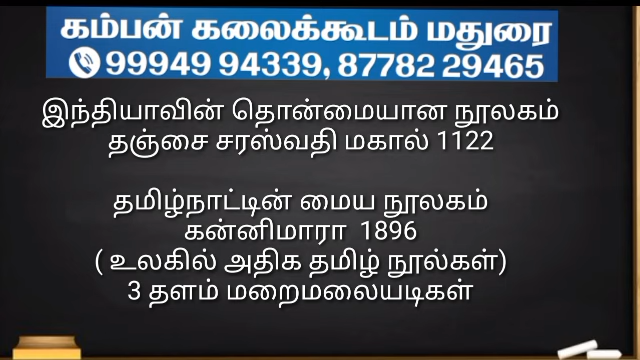 கம்பன் கலைக்கூடம் மதுரை
99949 94339, 87782 29465
இந்தியாவின் தொன்மையான நூலகம்
தஞ்சை சரஸ்வதி மகால் 1122
தமிழ்நாட்டின் மைய நூலகம்
கன்னிமாரா 1896
( உலகில் அதிக தமிழ் நூல்கள்)
3 தளம் மறைமலையடிகள்